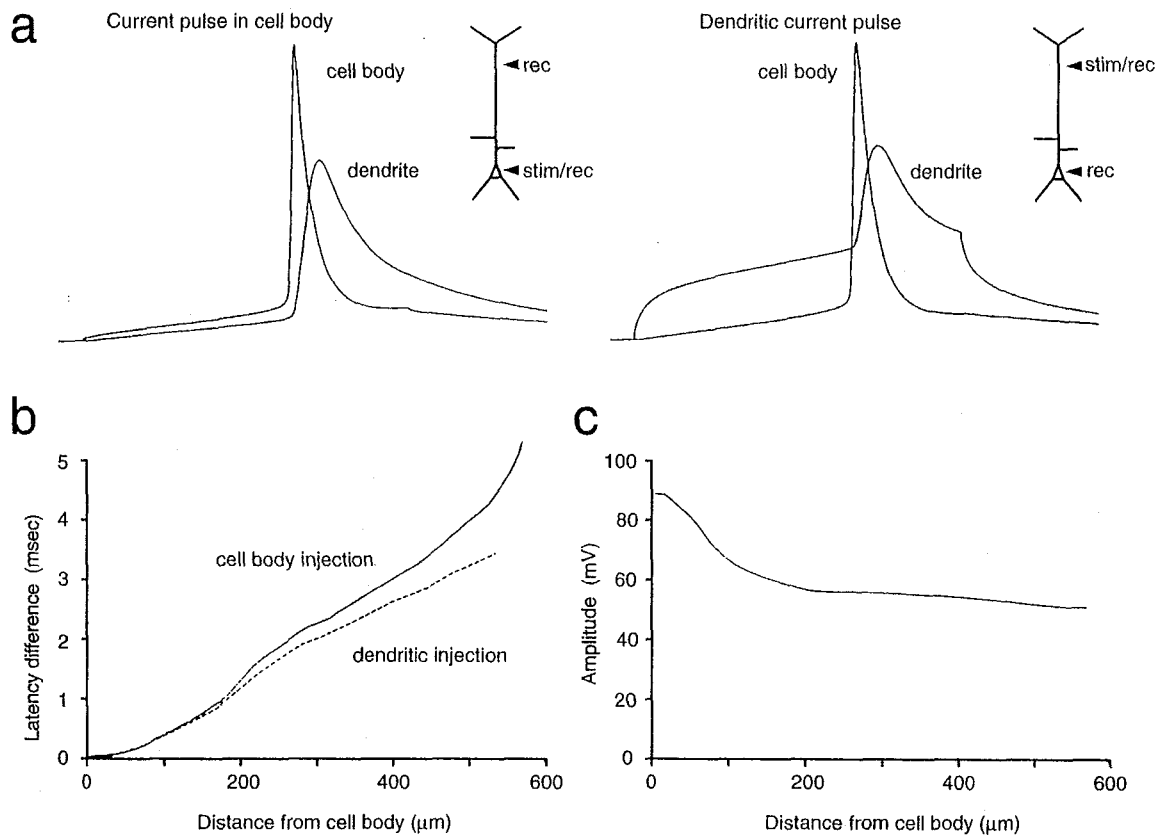 a
Current pulse in cell body
cell body
dendrite
rec
stim/rec
Dendritic current pulse
cell body
dendrite
stim/rec
rec
b
5
4
3
2
1
0
Latency difference (msec)
cell body injection
dendritic injection
0
200
400
600
Distance from cell body (μm)
c
100
80
60
40
20
0
Amplitude (mV)
0
200
400
600
Distance from cell body (μm)